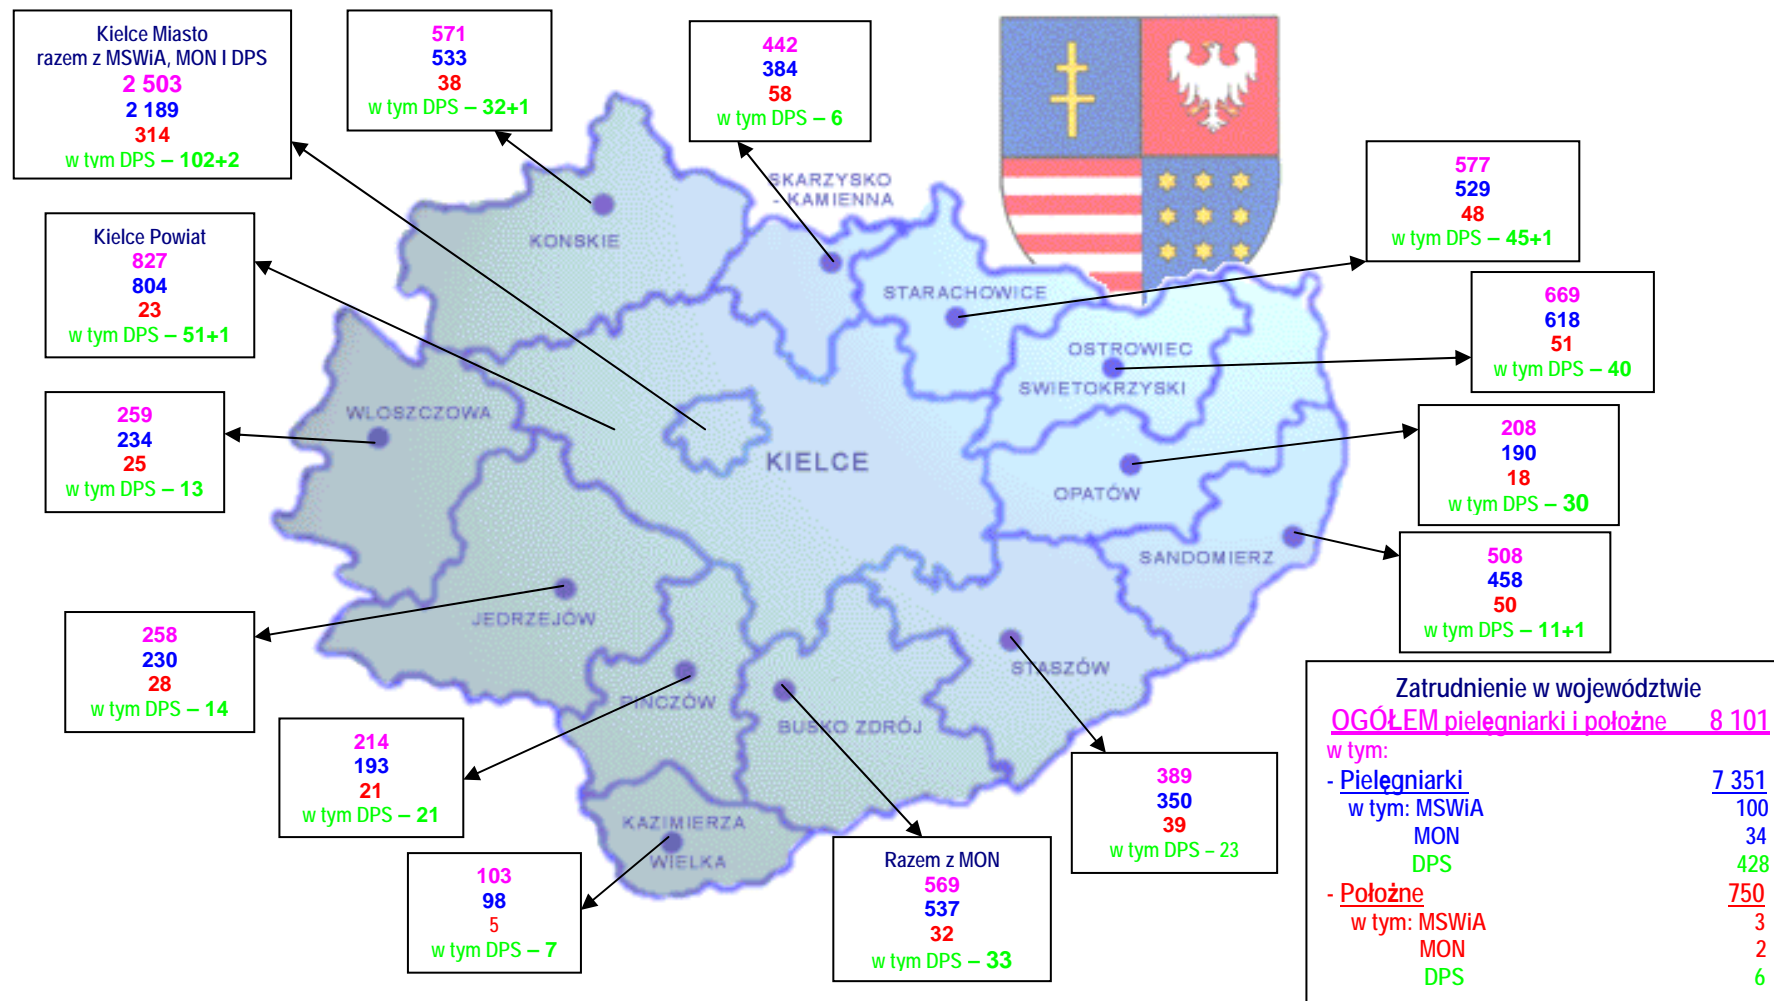 Kielce Miasto
razem z MSWiA, MON I DPS
2 503
2 189
314
w tym DPS – 102+2
571
533
38
w tym DPS – 32+1
442
384
58
w tym DPS – 6
577
529
48
w tym DPS – 45+1
Kielce Powiat
827
804
23
w tym DPS – 51+1
669
618
51
w tym DPS – 40
259
234
25
w tym DPS – 13
208
190
18
w tym DPS – 30
508
458
50
w tym DPS – 11+1
258
230
28
w tym DPS – 14
214
193
21
w tym DPS – 21
103
98
5
w tym DPS – 7
Razem z MON
569
537
32
w tym DPS – 33
389
350
39
w tym DPS – 23
SKARZYSKO
- KAMIENNA
KONSKIE
STARACHOWICE
OSTROWIEC
SWIETOKRZYSKI
WLOSZCZOWA
KIELCE
OPATÓW
SANDOMIERZ
JEDRZEJÓW
STASZÓW
PINCZÓW
BUSKO ZDRÓJ
KAZIMIERZA
WIELKA
Zatrudnienie w województwie
OGÓŁEM pielęgniarki i położne 8 101
w tym:
- Pielęgniarki 7 351
w tym: MSWiA 100
MON 34
DPS 428
- Położne 750
w tym: MSWiA 3
MON 2
DPS 6